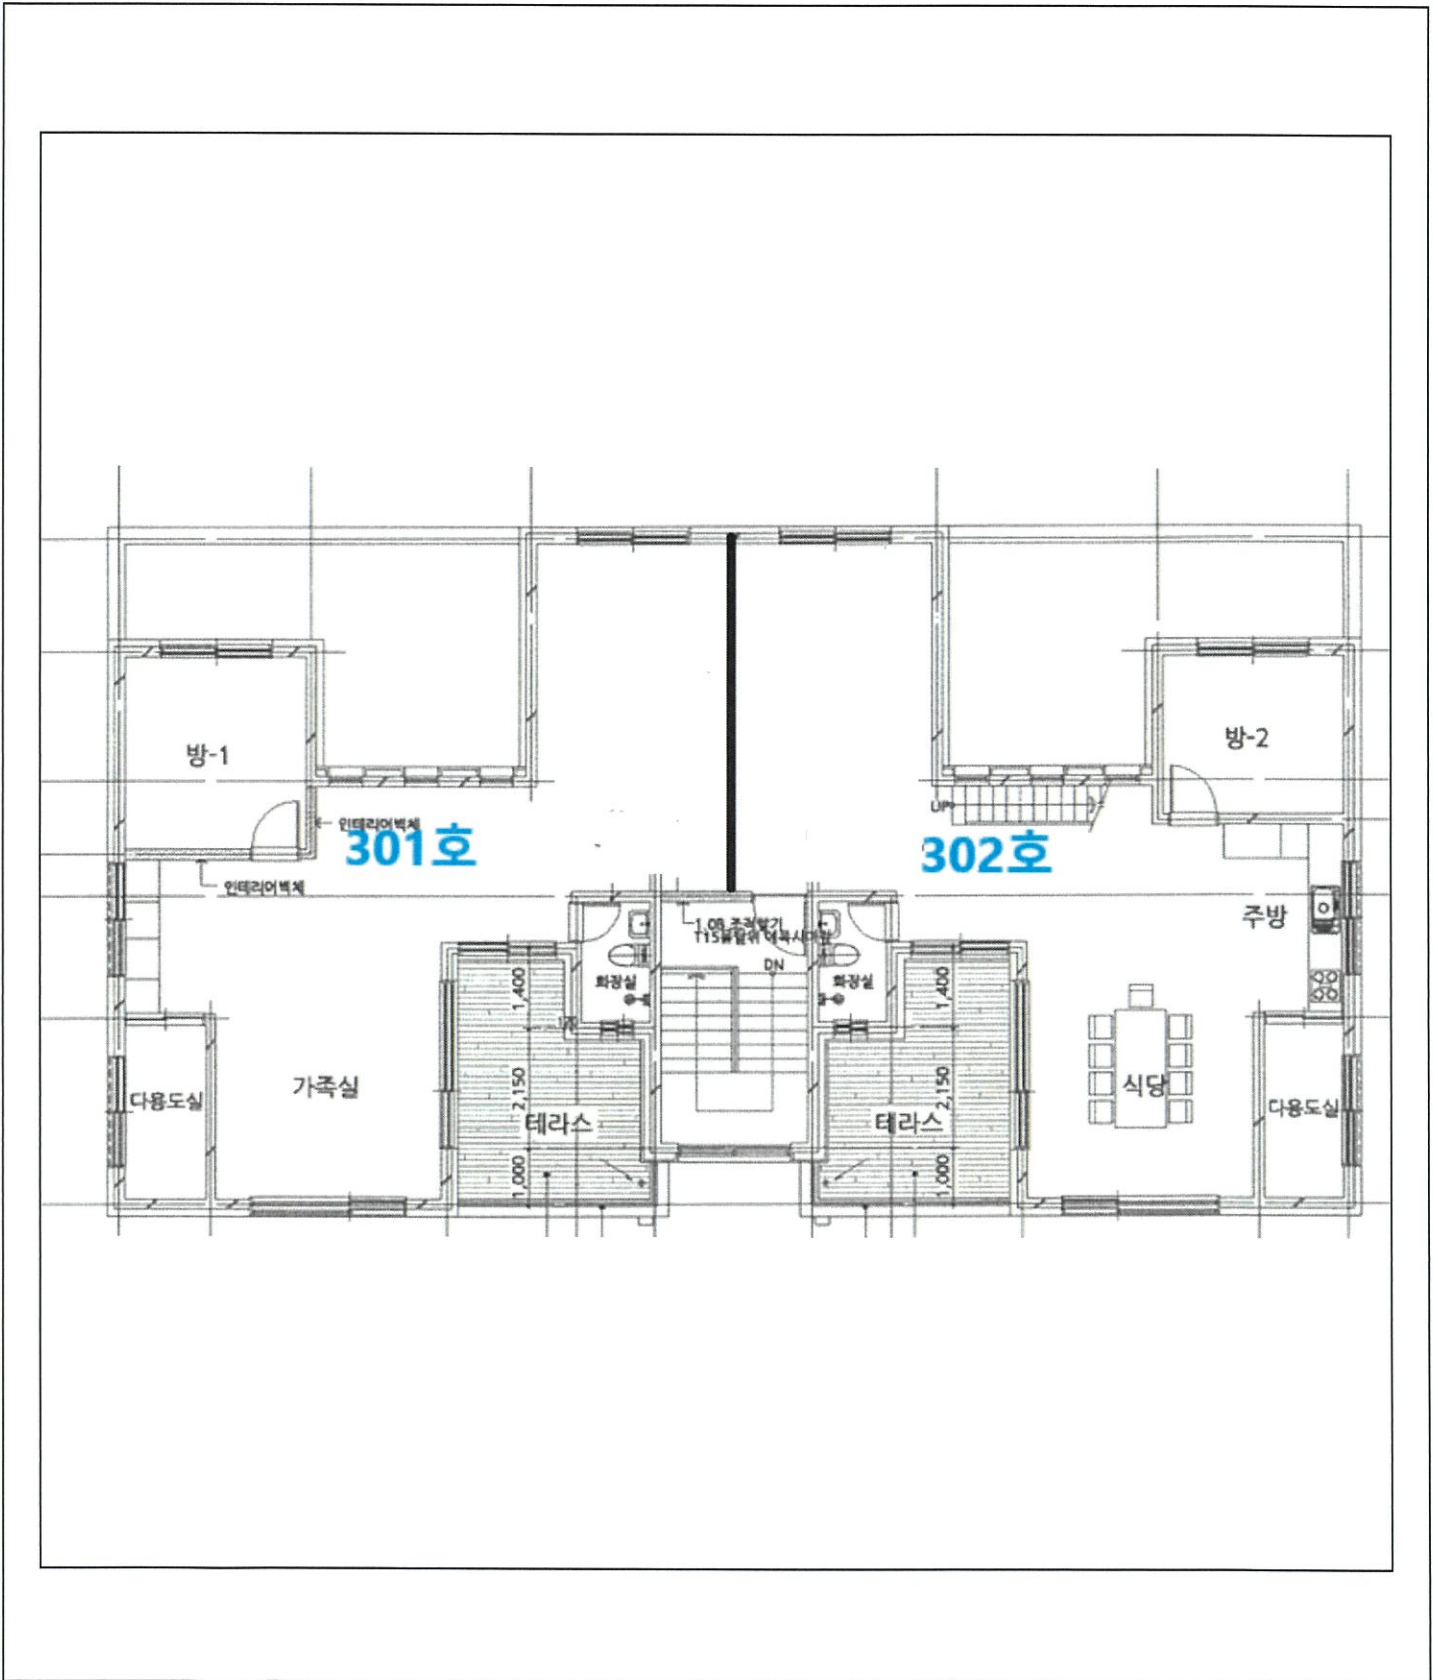 방-1
방-2
UP
인테리어벽체
301호
302호
인테리어벽체
주방
DN
화장실
화장실
1,400
1,400
다용도실
가족실
2,150
테라스
테라스
2,150
식당
다용도실
1,000
1,000